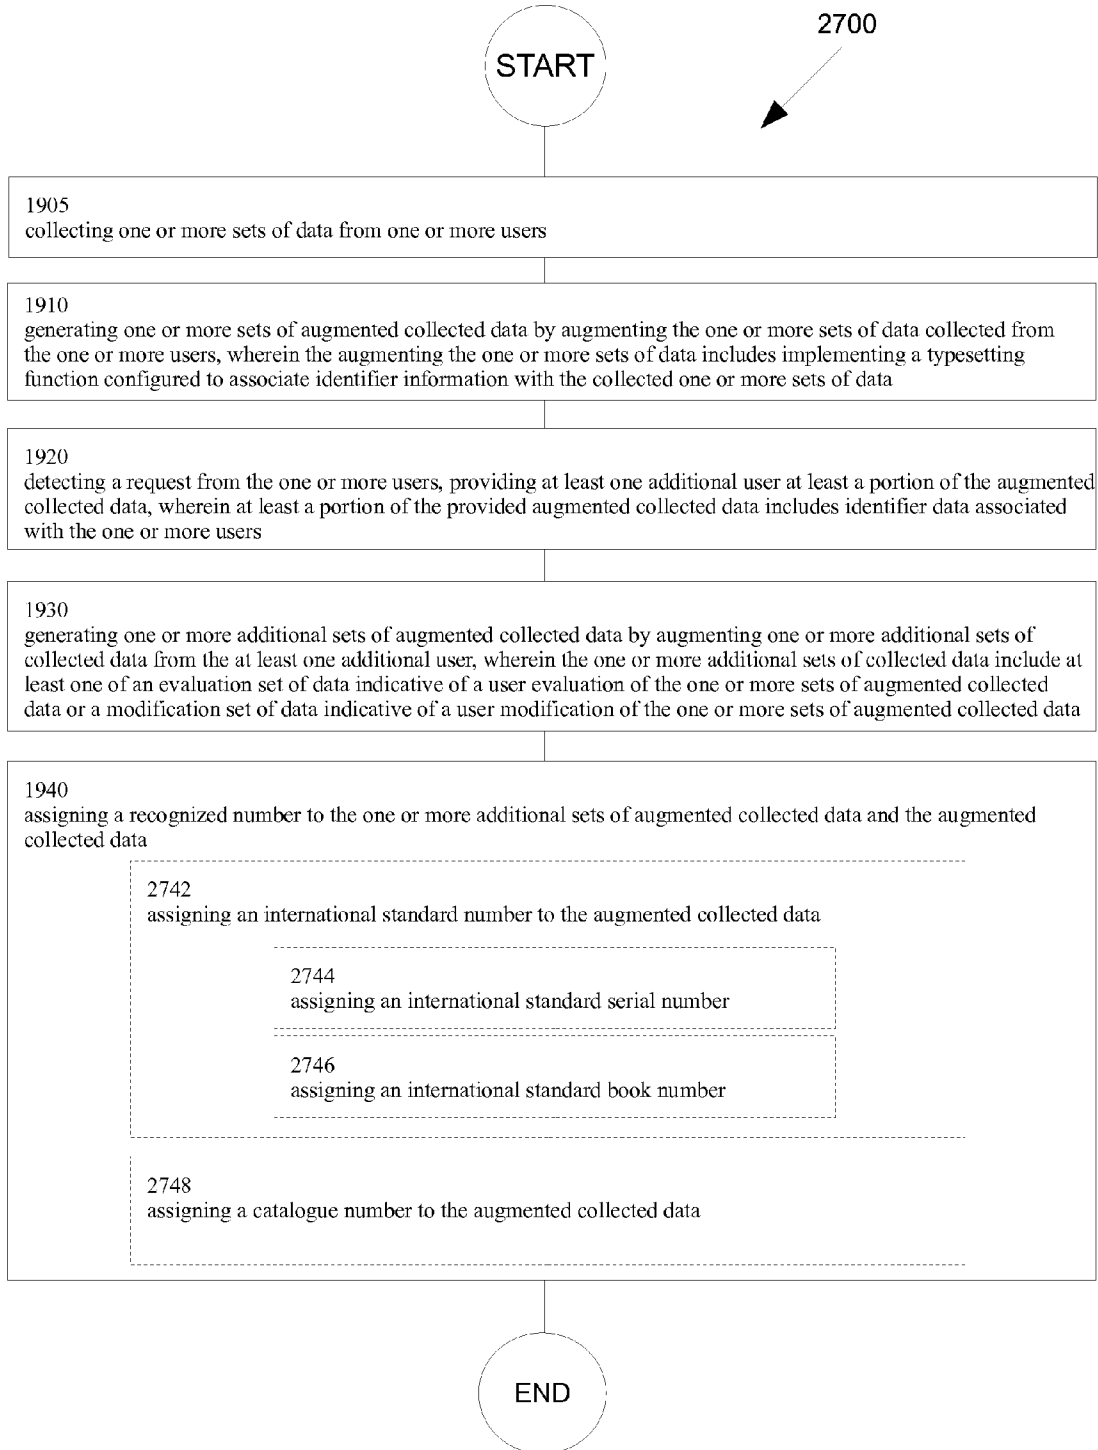 START
2700
1905
collecting one or more sets of data from one or more users
1910
generating one or more sets of augmented collected data by augmenting the one or more sets of data collected from
the one or more users, wherein the augmenting the one or more sets of data includes implementing a typesetting
function configured to associate identifier information with the collected one or more sets of data
1920
detecting a request from the one or more users, providing at least one additional user at least a portion of the augmented
collected data, wherein at least a portion of the provided augmented collected data includes identifier data associated
with the one or more users
1930
generating one or more additional sets of augmented collected data by augmenting one or more additional sets of
collected data from the at least one additional user, wherein the one or more additional sets of collected data include at
least one of an evaluation set of data indicative of a user evaluation of the one or more sets of augmented collected
data or a modification set of data indicative of a user modification of the one or more sets of augmented collected data
1940
assigning a recognized number to the one or more additional sets of augmented collected data and the augmented
collected data
2742
assigning an international standard number to the augmented collected data
2744
assigning an international standard serial number
2746
assigning an international standard book number
2748
assigning a catalogue number to the augmented collected data
END